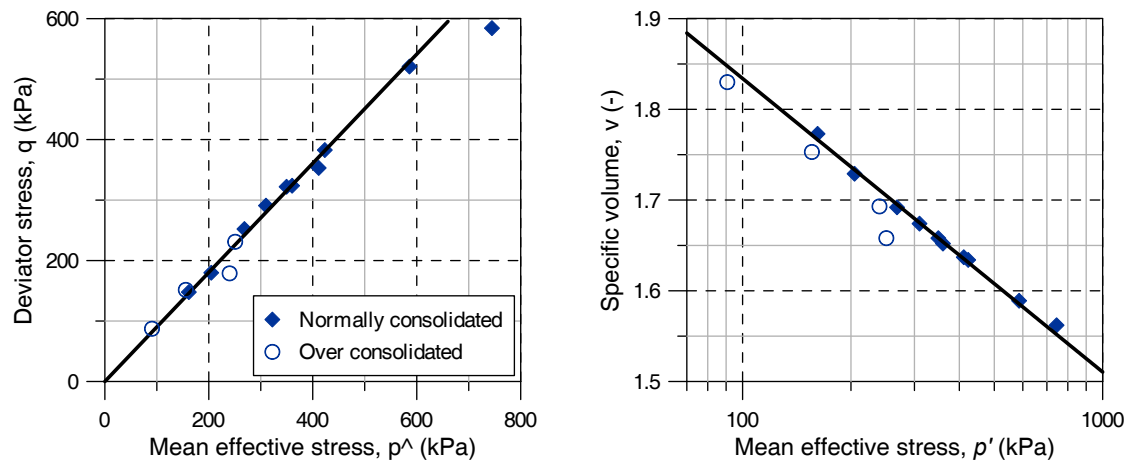 600
400
200
0
Deviator stress, q (kPa)
Normally consolidated
Over consolidated
0 200 400 600 800
Mean effective stress, p^ (kPa)
1.9
1.8
1.7
1.6
1.5
Specific volume, v (-)
100 1000
Mean effective stress, p' (kPa)